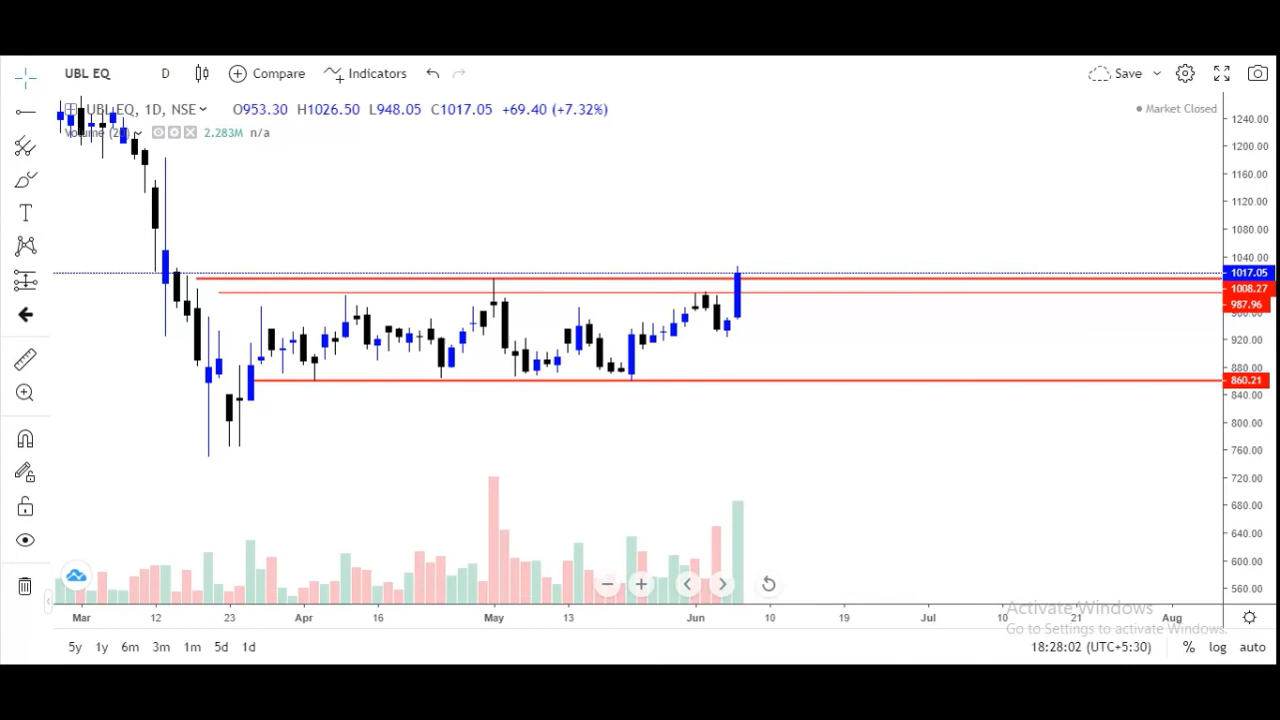 UBL EQ D Compare Indicators Save
UBL EQ, 1D, NSE O953.30 H1026.50 L948.05 C1017.05 +69.40 (+7.32%) Market Closed
Volume (20) 2.283M n/a
1240.00
1200.00
1160.00
1120.00
1080.00
1040.00
1017.05
1008.27
987.96
920.00
880.00
860.21
840.00
800.00
760.00
720.00
680.00
640.00
600.00
560.00
Mar 12 23 Apr 16 May 13 Jun 10 19 Jul 10 21 Aug
Activate Windows
Go to Settings to activate Windows.
5y 1y 6m 3m 1m 5d 1d 18:28:02 (UTC+5:30) % log auto